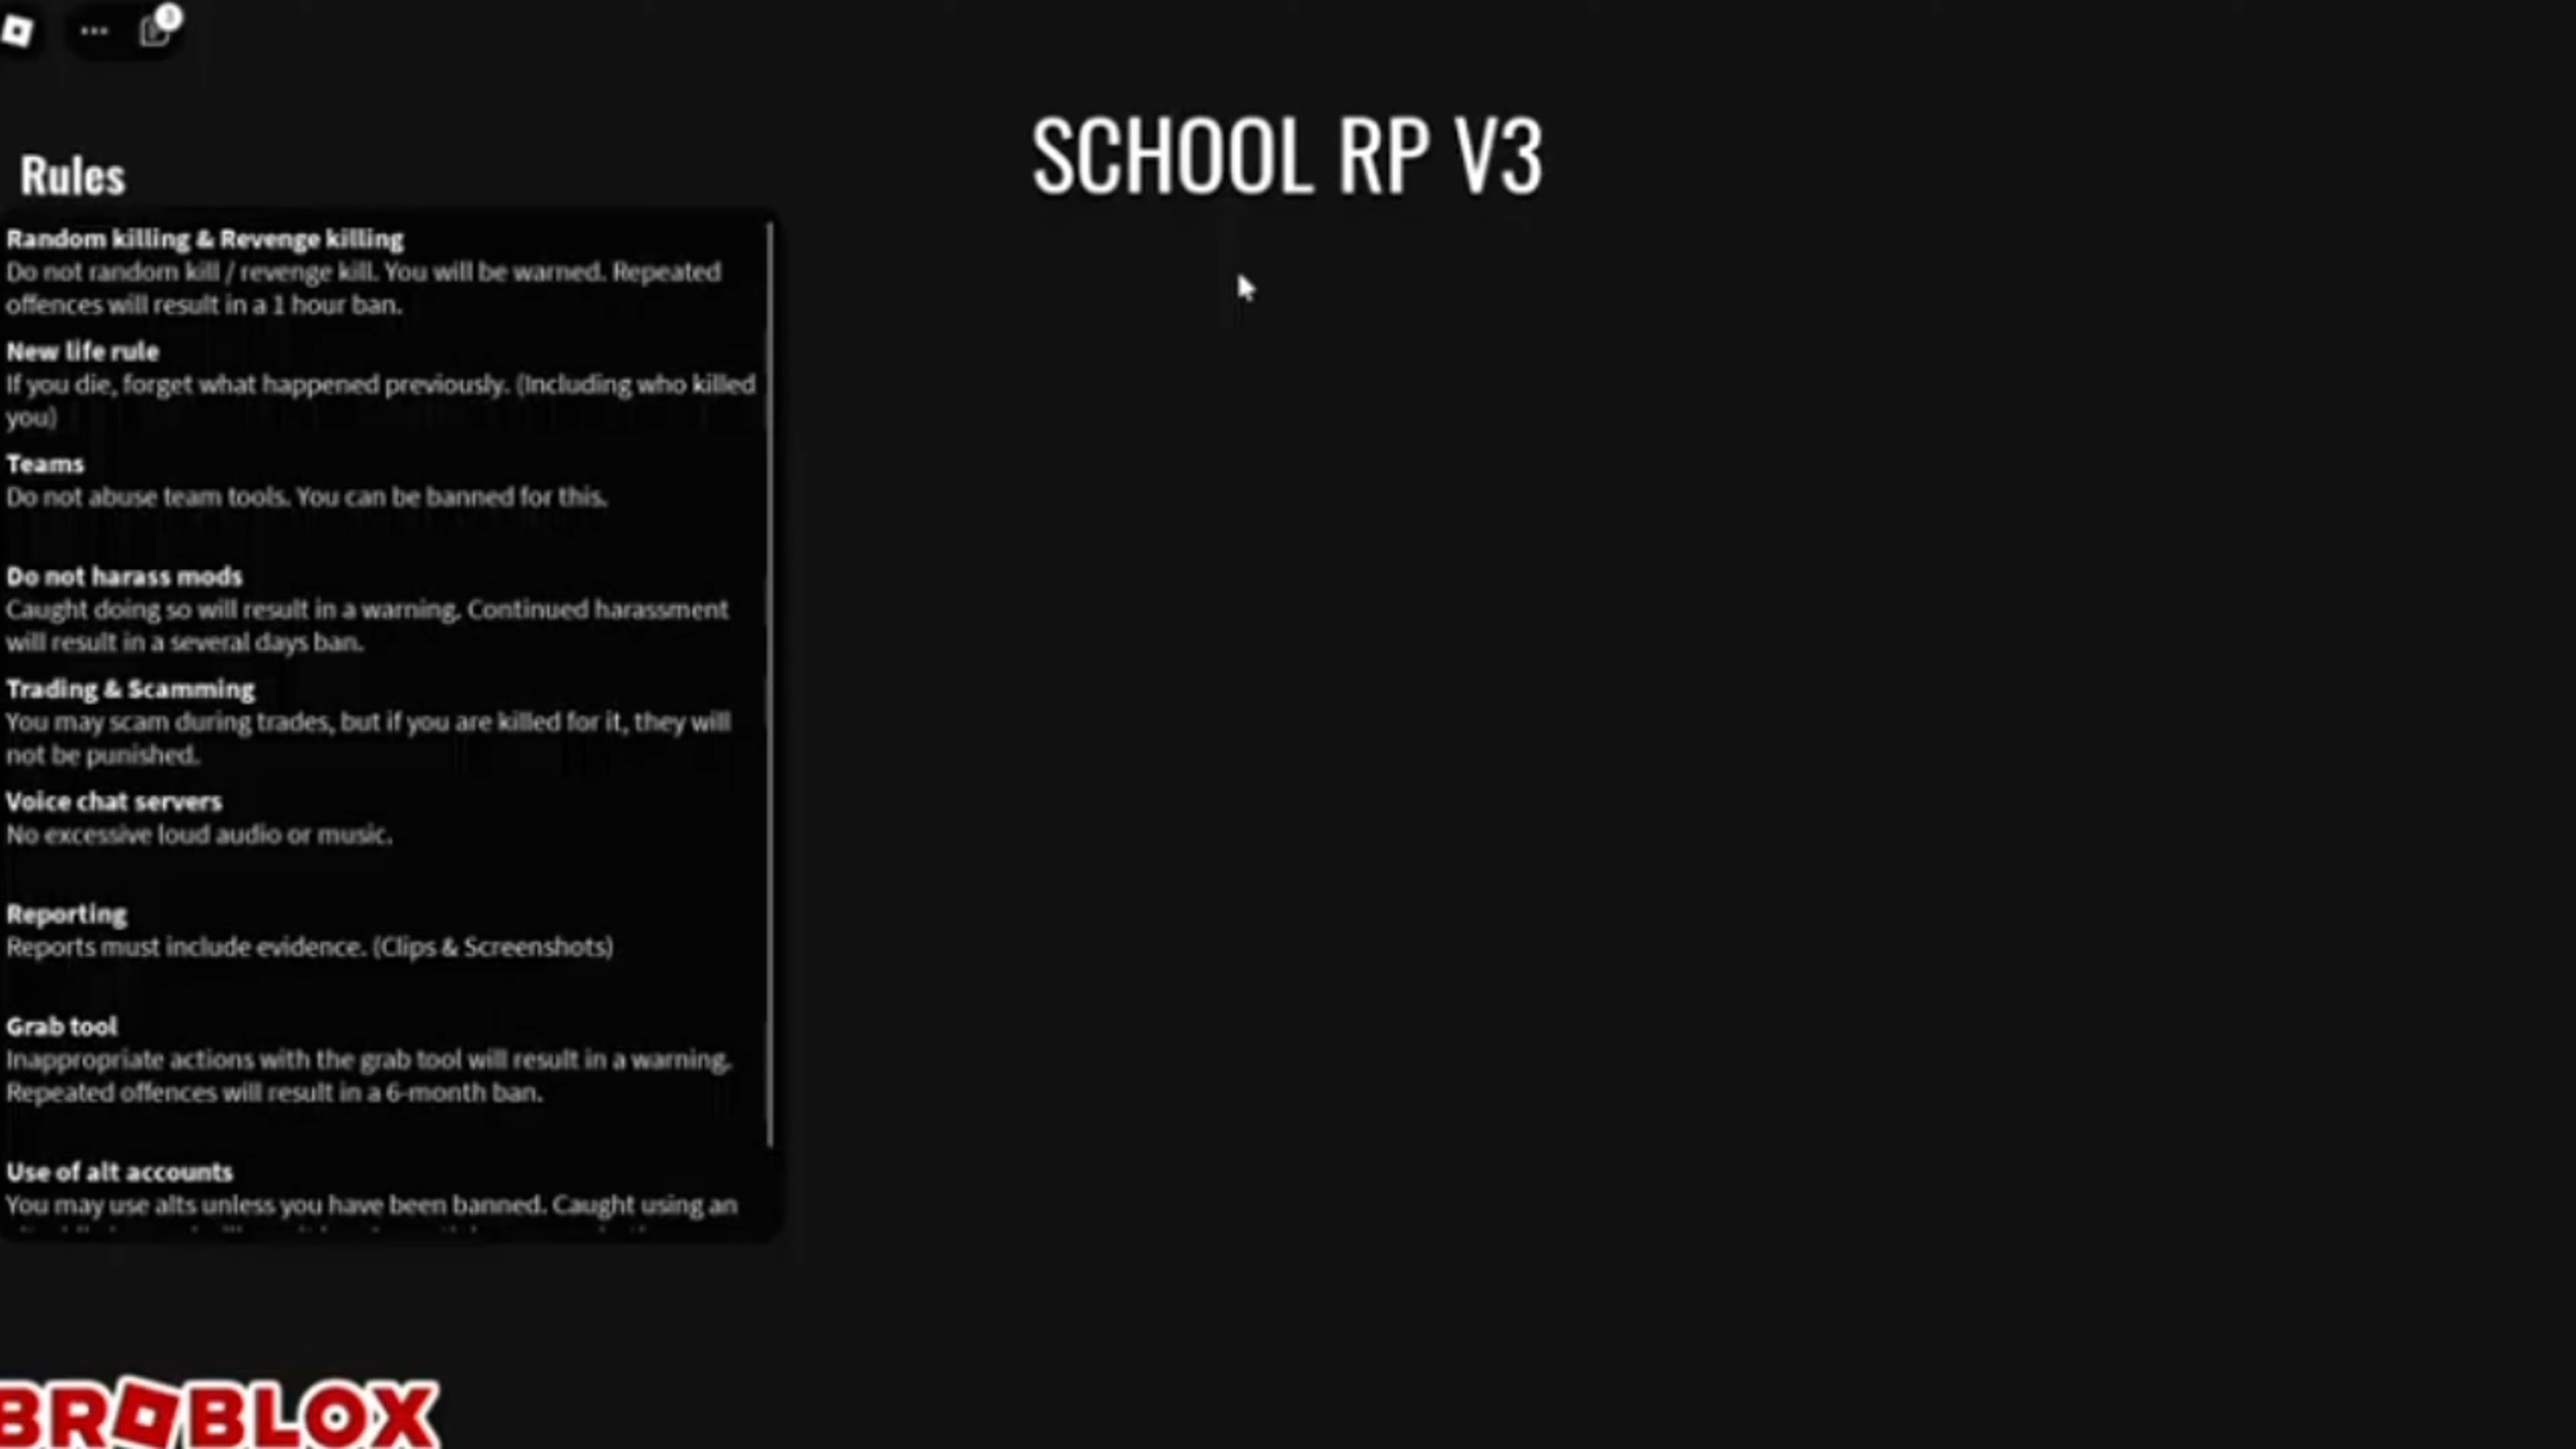 3
SCHOOL RP V3
Rules
Random killing & Revenge killing
Do not random kill / revenge kill. You will be warned. Repeated
offences will result in a 1 hour ban.
New life rule
If you die, forget what happened previously. (Including who killed
you)
Teams
Do not abuse team tools. You can be banned for this.
Do not harass mods
Caught doing so will result in a warning. Continued harassment
will result in a several days ban.
Trading & Scamming
You may scam during trades, but if you are killed for it, they will
not be punished.
Voice chat servers
No excessive loud audio or music.
Reporting
Reports must include evidence. (Clips & Screenshots)
Grab tool
Inappropriate actions with the grab tool will result in a warning.
Repeated offences will result in a 6-month ban.
Use of alt accounts
You may use alts unless you have been banned. Caught using an
BROBLOX